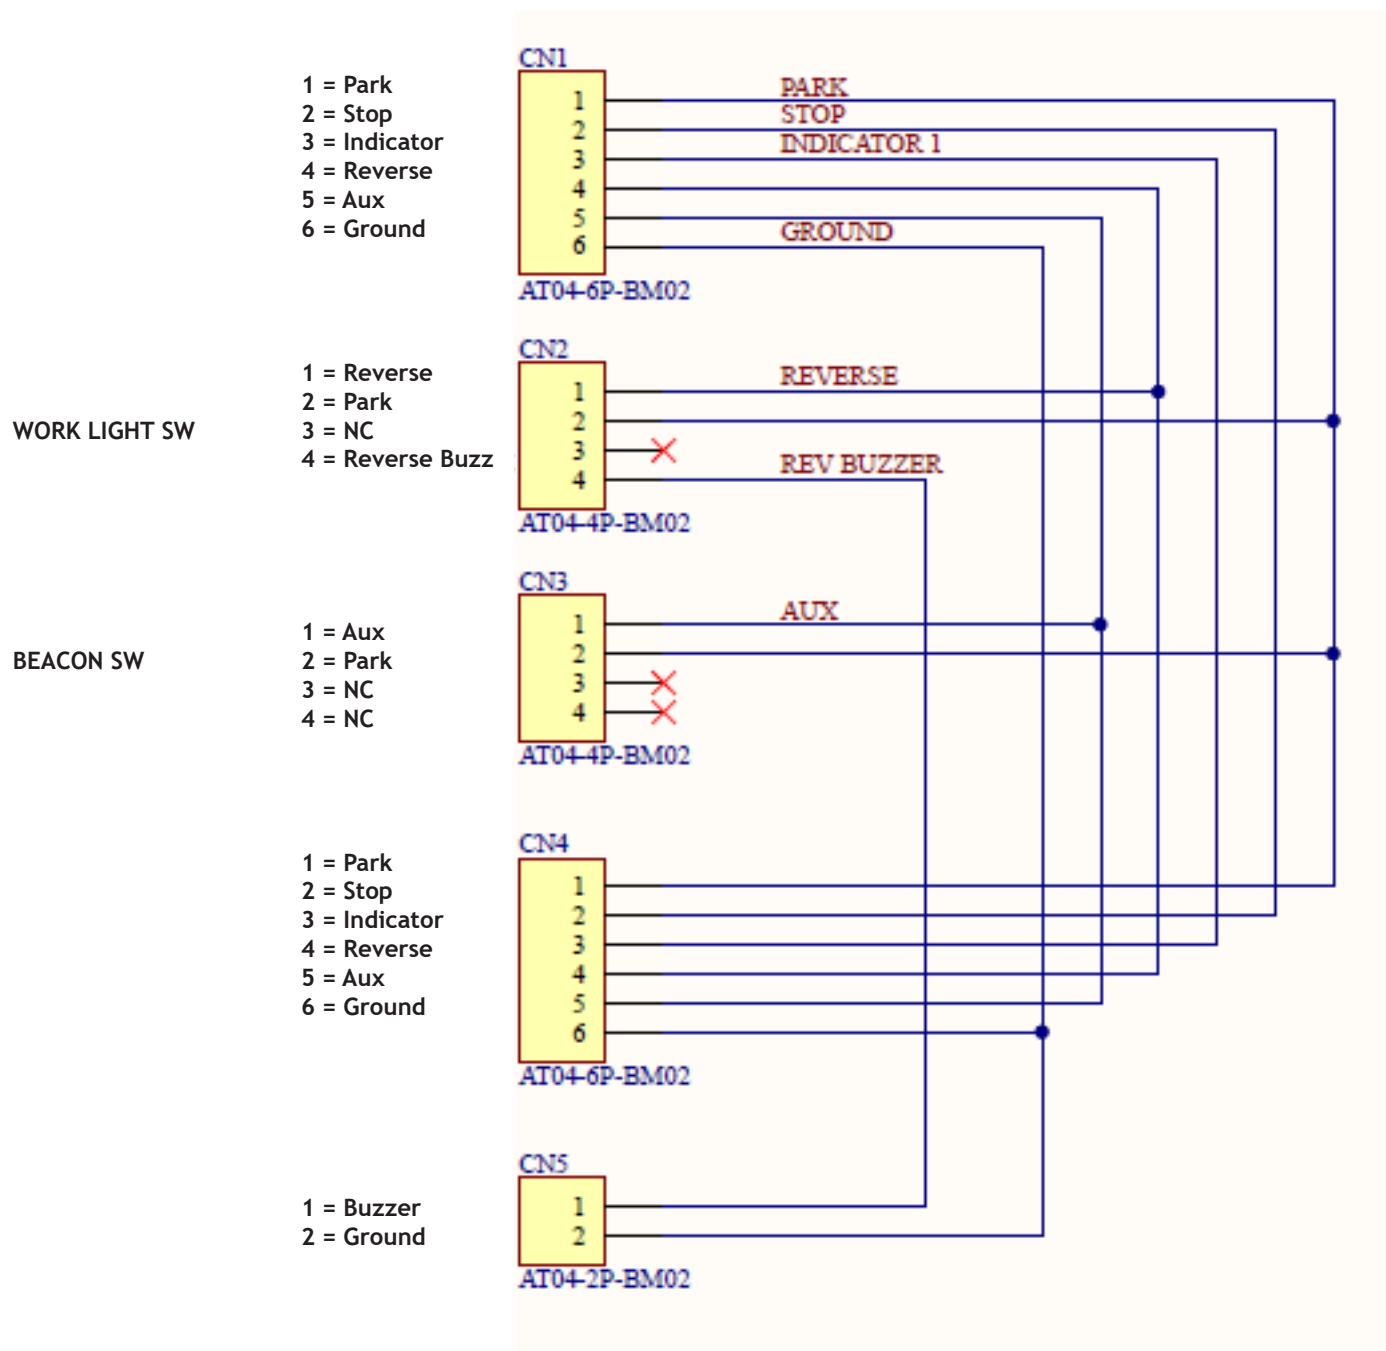 CN1
1 = Park
2 = Stop
3 = Indicator
4 = Reverse
5 = Aux
6 = Ground
1
2
3
4
5
6
PARK
STOP
INDICATOR 1
GROUND
AT04-6P-BM02
CN2
WORK LIGHT SW
1 = Reverse
2 = Park
3 = NC
4 = Reverse Buzz
1
2
3
4
REVERSE
REV BUZZER
AT04-4P-BM02
CN3
BEACON SW
1 = Aux
2 = Park
3 = NC
4 = NC
1
2
3
4
AUX
AT04-4P-BM02
CN4
1 = Park
2 = Stop
3 = Indicator
4 = Reverse
5 = Aux
6 = Ground
1
2
3
4
5
6
AT04-6P-BM02
CN5
1 = Buzzer
2 = Ground
1
2
AT04-2P-BM02